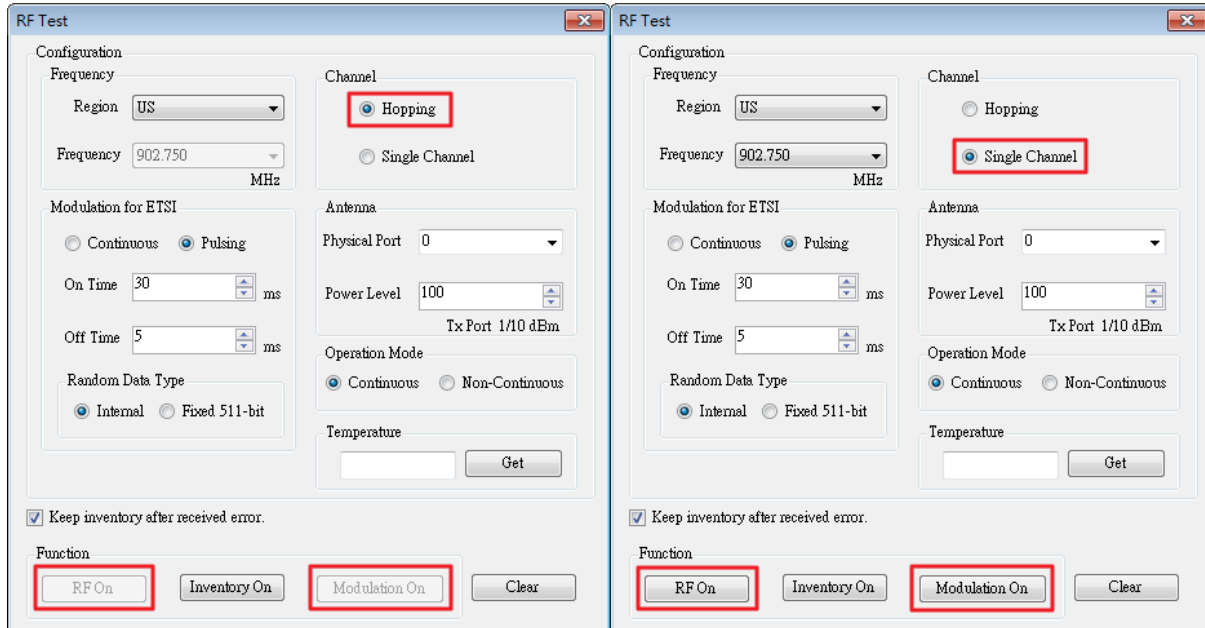 RF Test
Configuration
Frequency
Region US
Frequency 902.750
MHz
Channel
Hopping
Single Channel
Modulation for ETSI
Continuous Pulsing
On Time 30 ms
Off Time 5 ms
Random Data Type
Internal Fixed 511-bit
Antenna
Physical Port 0
Power Level 100
Tx Port 1/10 dBm
Operation Mode
Continuous Non-Continuous
Temperature
Get
Keep inventory after received error.
Function
RF On Inventory On Modulation On Clear
RF Test
Configuration
Frequency
Region US
Frequency 902.750
MHz
Channel
Hopping
Single Channel
Modulation for ETSI
Continuous Pulsing
On Time 30 ms
Off Time 5 ms
Random Data Type
Internal Fixed 511-bit
Antenna
Physical Port 0
Power Level 100
Tx Port 1/10 dBm
Operation Mode
Continuous Non-Continuous
Temperature
Get
Keep inventory after received error.
Function
RF On Inventory On Modulation On Clear